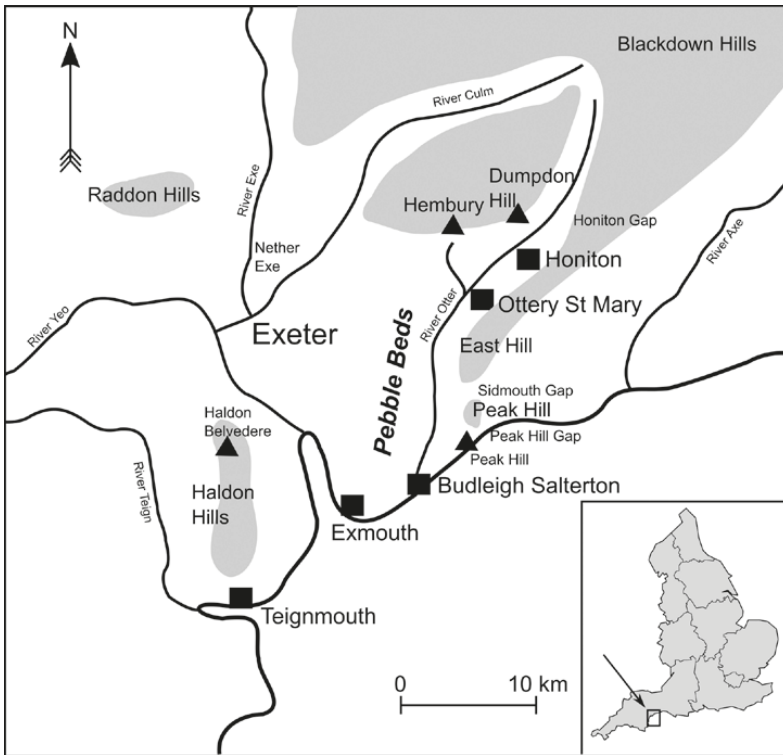 N
Blackdown Hills
River Culm
River Exe
Raddon Hills
Dumpdon
Hill
Hembury
Honiton Gap
River Axe
Nether
Exe
Honiton
Ottery St Mary
River Otter
River Yeo
Exeter
Pebble Beds
East Hill
Sidmouth Gap
Peak Hill
Haldon
Belvedere
Peak Hill Gap
Peak Hill
River Teign
Haldon
Hills
Budleigh Salterton
Exmouth
Teignmouth
0 10 km